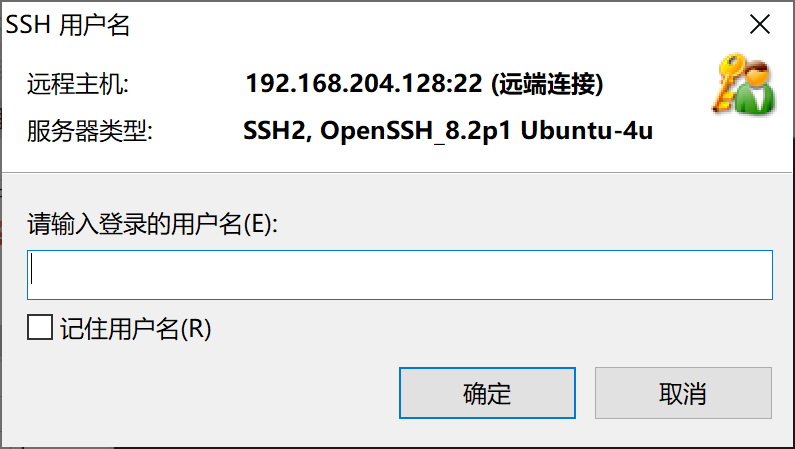 SSH 用户名
远程主机: 192.168.204.128:22 (远端连接)
服务器类型: SSH2, OpenSSH_8.2p1 Ubuntu-4u
请输入登录的用户名(E):
记住用户名(R)
确定 取消